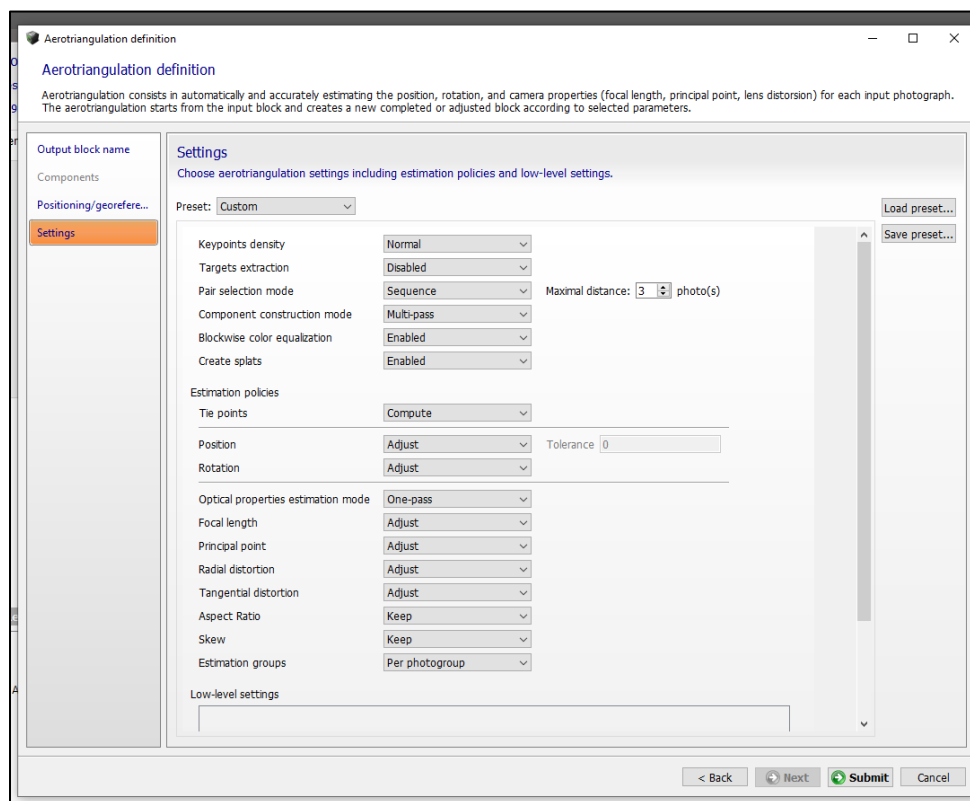 Aerotriangulation definition
Aerotriangulation definition
Aerotriangulation consists in automatically and accurately estimating the position, rotation, and camera properties (focal length, principal point, lens distorsion) for each input photograph.
The aerotriangulation starts from the input block and creates a new completed or adjusted block according to selected parameters.
Output block name
Components
Positioning/georefere...
Settings
Settings
Choose aerotriangulation settings including estimation policies and low-level settings.
Preset: Custom
Load preset...
Save preset...
Keypoints density Normal
Targets extraction Disabled
Pair selection mode Sequence Maximal distance: 3 photo(s)
Component construction mode Multi-pass
Blockwise color equalization Enabled
Create splats Enabled
Estimation policies
Tie points Compute
Position Adjust Tolerance 0
Rotation Adjust
Optical properties estimation mode One-pass
Focal length Adjust
Principal point Adjust
Radial distortion Adjust
Tangential distortion Adjust
Aspect Ratio Keep
Skew Keep
Estimation groups Per photogroup
Low-level settings
< Back Next Submit Cancel